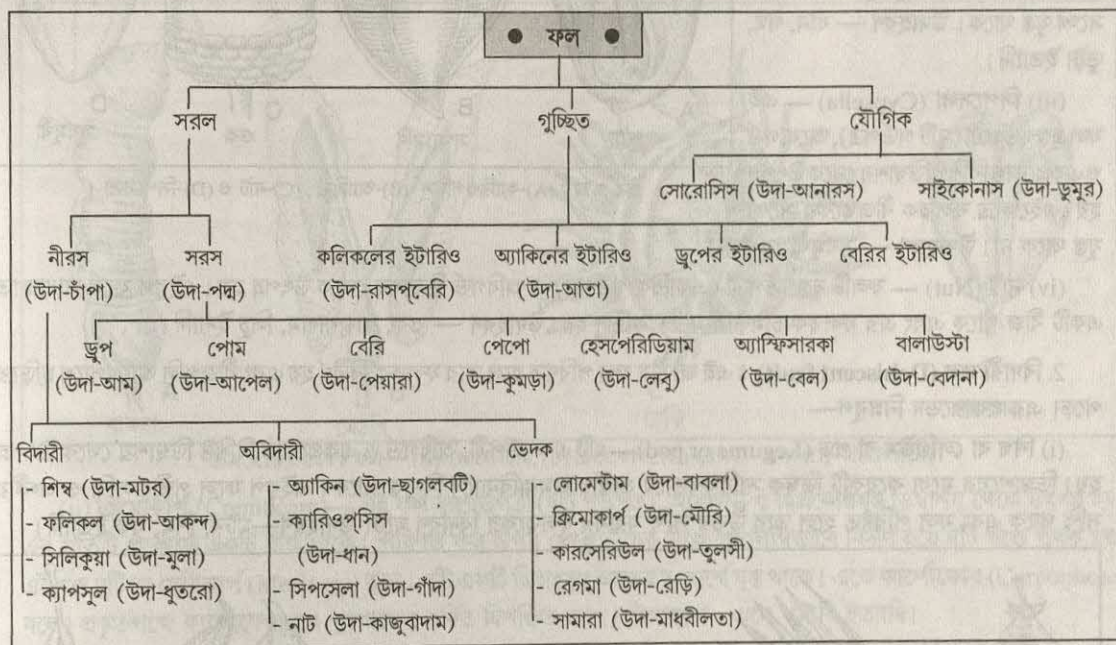 ● ফল ●
সরল গুচ্ছিত যৌগিক
সোরোসিস (উদা-আনারস) সাইকোনাস (উদা-ডুমুর)
নীরস সরস কলিকলের ইটারিও অ্যাকিনের ইটারিও ড্রুপের ইটারিও বেরির ইটারিও
(উদা-চাঁপা) (উদা-পদ্ম) (উদা-রাসপ্‌বেরি) (উদা-আতা)
ড্রুপ পোম বেরি পেপো হেসপেরিডিয়াম অ্যাম্ফিসারকা বালাউস্টা
(উদা-আম) (উদা-আপেল) (উদা-পেয়ারা) (উদা-কুমড়া) (উদা-লেবু) (উদা-বেল) (উদা-বেদানা)
বিদারী অবিদারী ভেদক
- শিম্ব (উদা-মটর) - অ্যাকিন (উদা-ছাগলবটি) - লোমেন্টাম (উদা-বাবলা)
- ফলিকল (উদা-আকন্দ) - ক্যারিওপ্‌সিস - ক্রিমোকার্প (উদা-মৌরি)
- সিলিকুয়া (উদা-মূলা) (উদা-ধান) - কারসেরিউল (উদা-তুলসী)
- ক্যাপসুল (উদা-ধুতরো) - সিপসেলা (উদা-গাঁদা) - রেগমা (উদা-রেড়ি)
- নাট (উদা-কাজুবাদাম) - সামারা (উদা-মাধবীলতা)